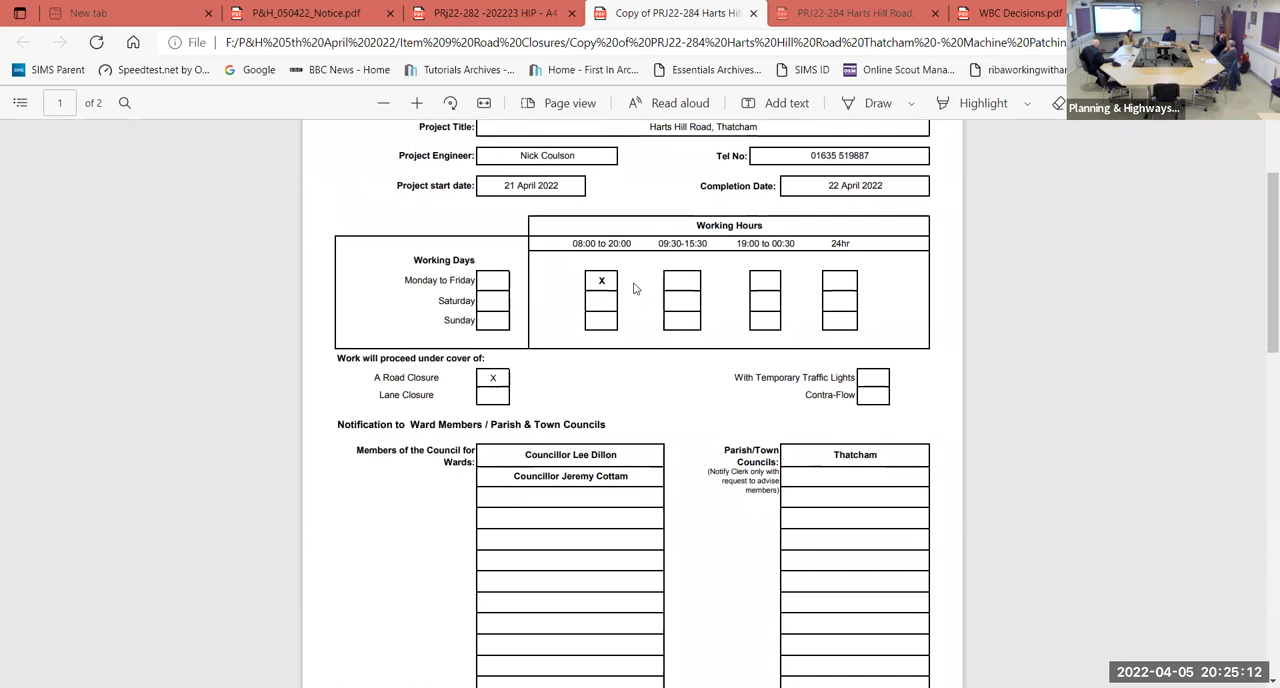 New tab
P&H_050422_Notice.pdf
PRj22-282 -202223 HIP - A4
Copy of PRJ22-284 Harts Hil
PRJ22-284 Harts Hill Road.
WBC Decisions.pdf
File
F:/P&H%205th%20April%202022/Item%209%20Road%20Closures/Copy%20of%20PRJ22-284%20Harts%20Hill%20Road%20Thatcham%20-%20Machine%20Patchin
SIMS Parent
Speedtest.net by O...
Google
BBC News - Home
Tutorials Archives -...
Home - First In Arc...
Essentials Archives...
SIMS ID
Online Scout Mana...
ribaworkingwithar
Planning & Highways...
1
of 2
Page view
Read aloud
Add text
Draw
Highlight
Project Title:
Harts Hill Road, Thatcham
Project Engineer:
Nick Coulson
Tel No:
01635 519887
Project start date:
21 April 2022
Completion Date:
22 April 2022
Working Hours
08:00 to 20:00
09:30-15:30
19:00 to 00:30
24hr
Working Days
Monday to Friday
X
Saturday
Sunday
Work will proceed under cover of:
A Road Closure
X
With Temporary Traffic Lights
Lane Closure
Contra-Flow
Notification to Ward Members / Parish & Town Councils
Members of the Council for
Wards:
Councillor Lee Dillon
Councillor Jeremy Cottam
Parish/Town
Councils:
(Notify Clerk only with
request to advise
members)
Thatcham
2022-04-05 20:25:12